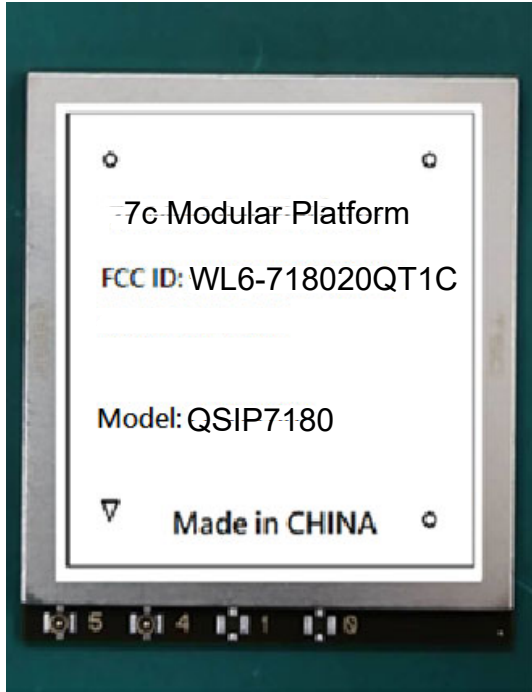 7c Modular Platform
FCC ID: WL6-718020QT1C
Model: QSIP7180
Made in CHINA
5 4 1 0